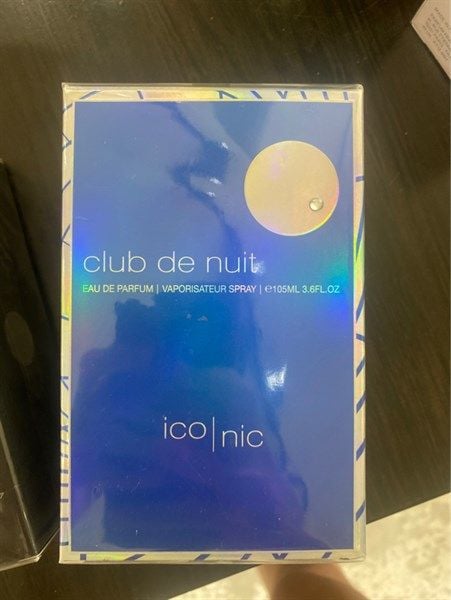 club de nuit
EAU DE PARFUM | VAPORISATEUR SPRAY | ℮105ML 3.6FL.OZ
ico|nic